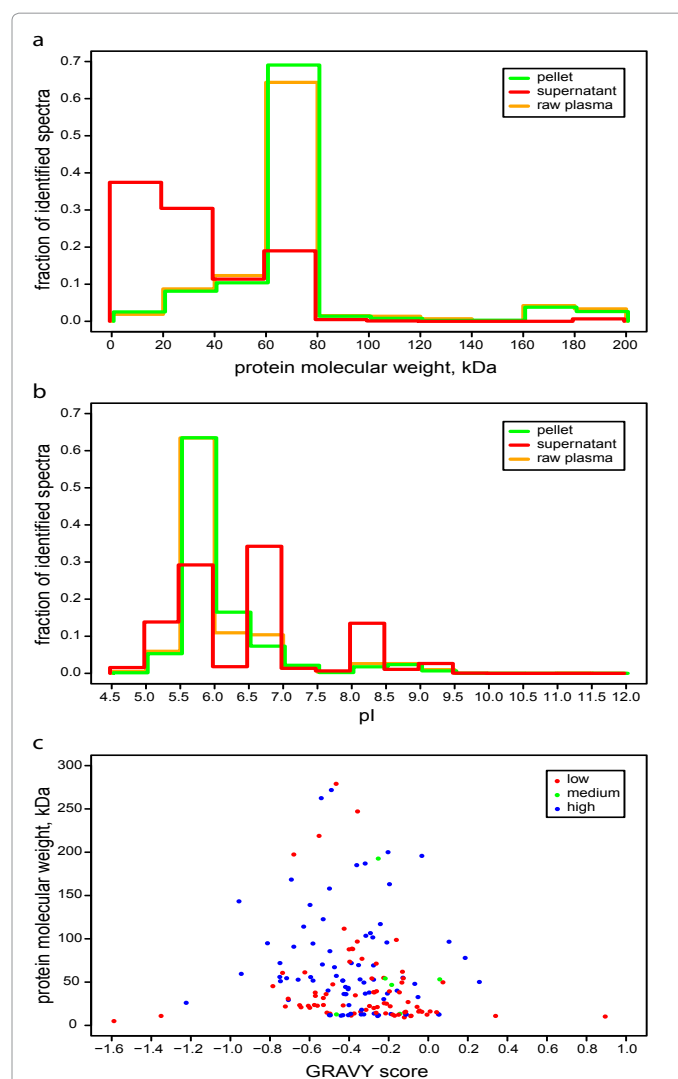 a
0.7
0.6
0.5
0.4
0.3
0.2
0.1
0.0
fraction of identified spectra
pellet
supernatant
raw plasma
0 20 40 60 80 100 120 140 160 180 200
protein molecular weight, kDa
b
0.7
0.6
0.5
0.4
0.3
0.2
0.1
0.0
fraction of identified spectra
pellet
supernatant
raw plasma
4.5 5.0 5.5 6.0 6.5 7.0 7.5 8.0 8.5 9.0 9.5 10.0 10.5 11.0 11.5 12.0
pI
c
300
250
200
150
100
50
0
protein molecular weight, kDa
low
medium
high
−1.6 −1.4 −1.2 −1.0 −0.8 −0.6 −0.4 −0.2 0.0 0.2 0.4 0.6 0.8 1.0
GRAVY score